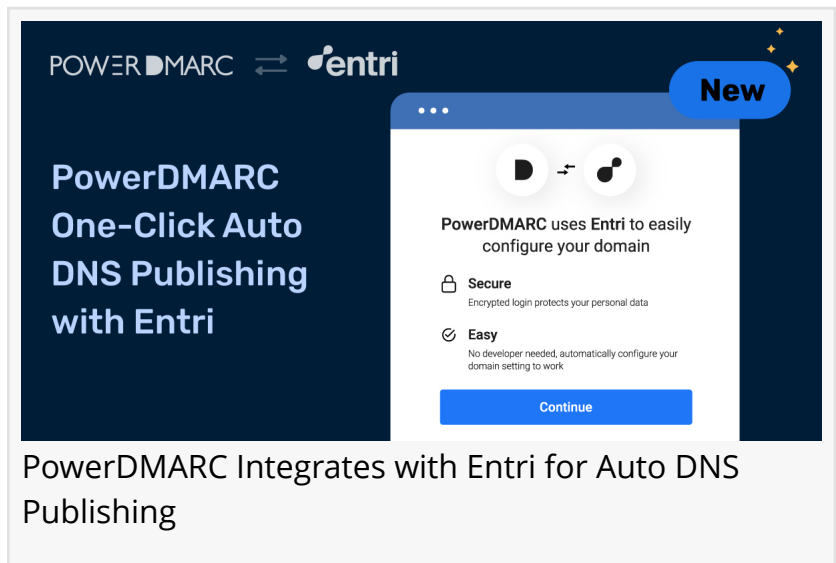 POWER DMARC entri
New
PowerDMARC
One-Click Auto
DNS Publishing
with Entri
PowerDMARC uses Entri to easily
configure your domain
Secure
Encrypted login protects your personal data
Easy
No developer needed, automatically configure your
domain setting to work
Continue
PowerDMARC Integrates with Entri for Auto DNS
Publishing